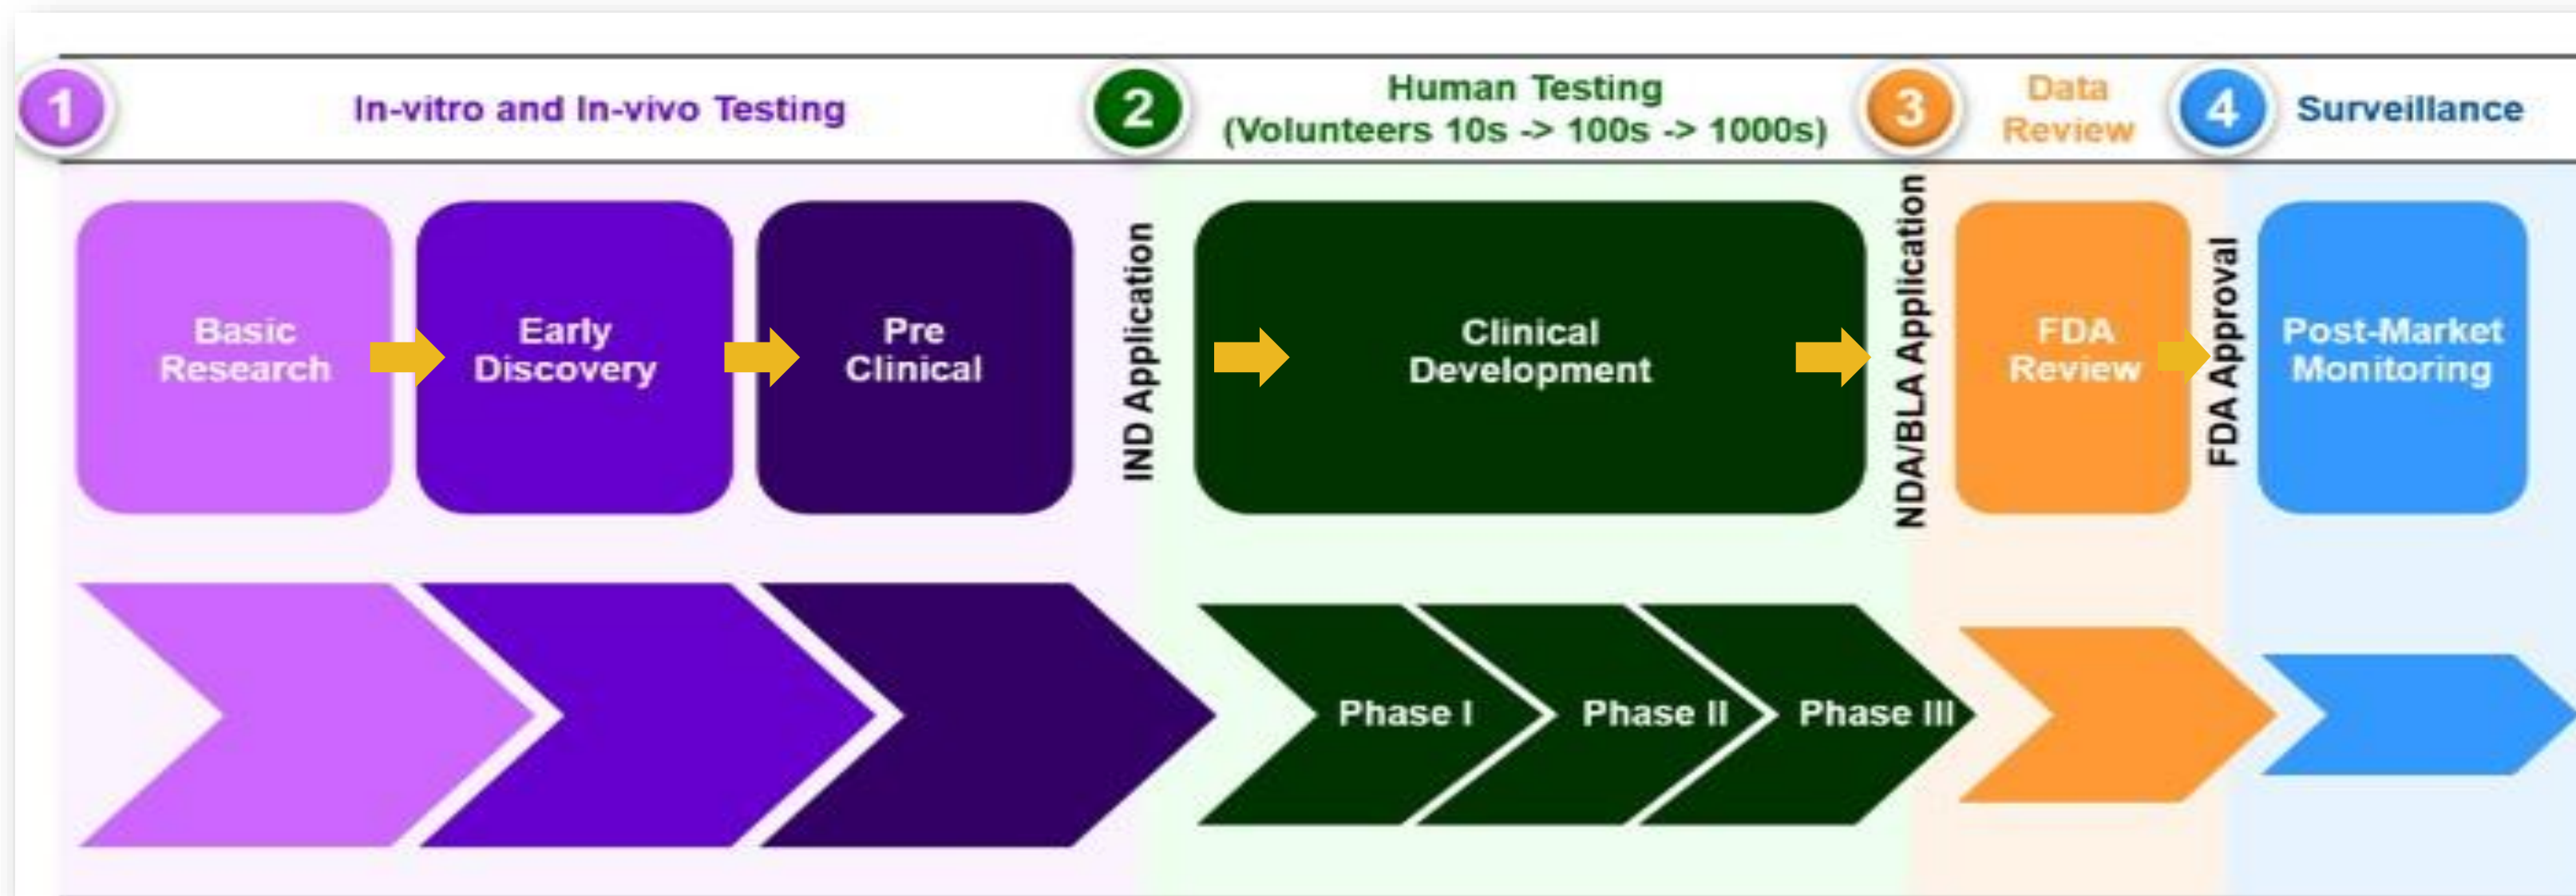 1
In-vitro and In-vivo Testing
2
Human Testing
(Volunteers 10s -> 100s -> 1000s)
3
Data
Review
4
Surveillance
Basic
Research
Early
Discovery
Pre
Clinical
IND Application
Clinical
Development
NDA/BLA Application
FDA
Review
FDA Approval
Post-Market
Monitoring
Phase I
Phase II
Phase III